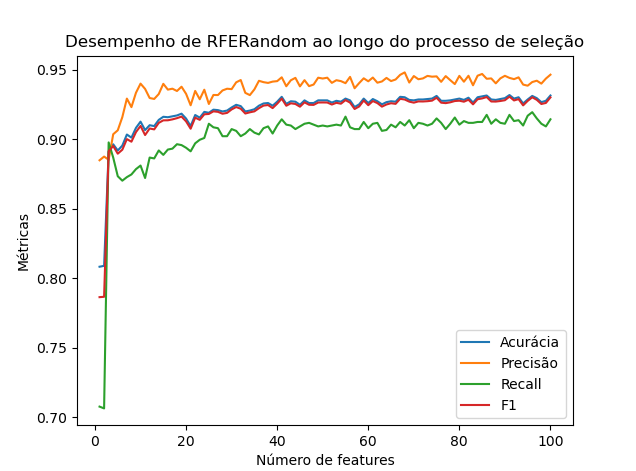 Desempenho de RFERandom ao longo do processo de seleção
0.95
0.90
0.85
0.80
0.75
0.70
Métricas
0 20 40 60 80 100
Número de features
Acurácia
Precisão
Recall
F1